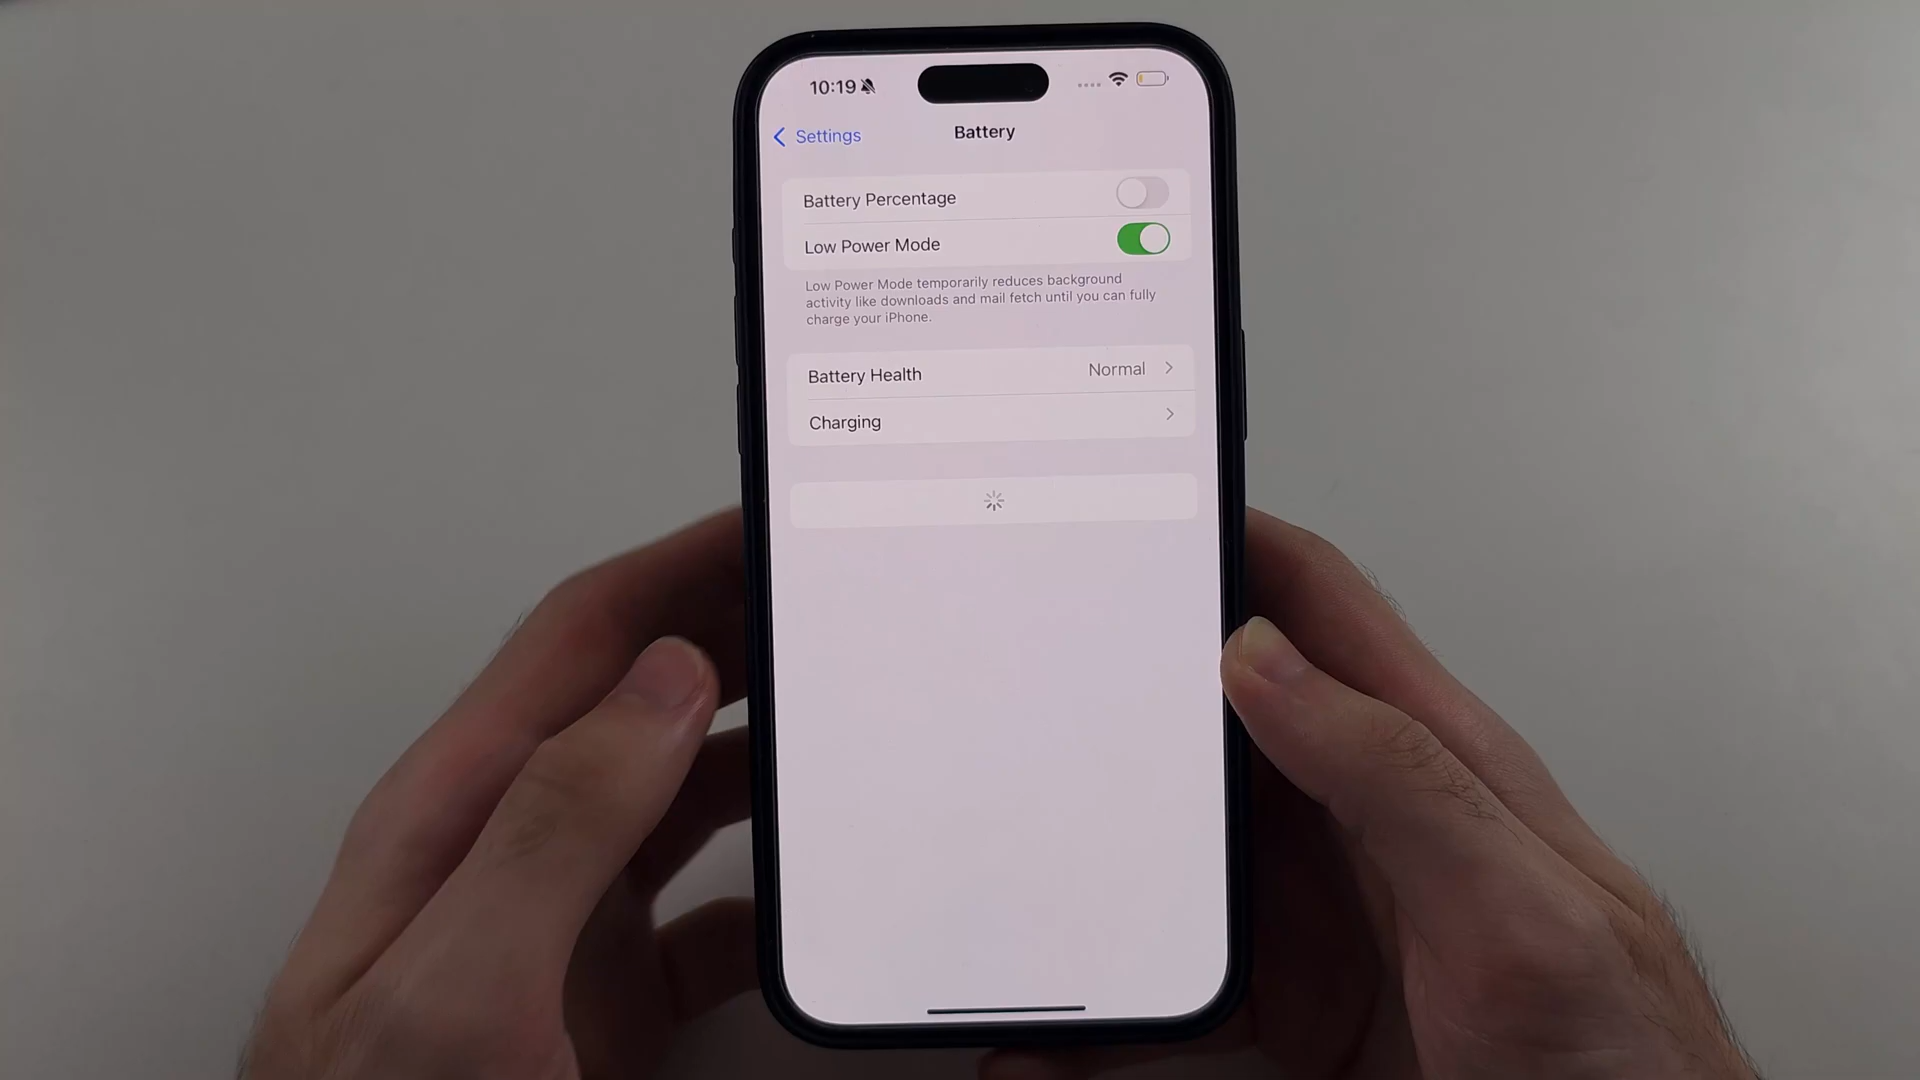 10:19
Settings
Battery
Battery Percentage
Low Power Mode
Low Power Mode temporarily reduces background
activity like downloads and mail fetch until you can fully
charge your iPhone.
Battery Health
Normal
Charging